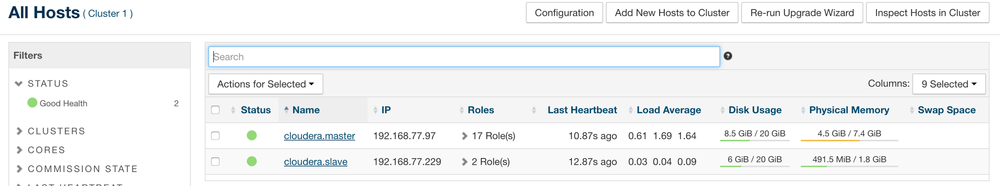 All Hosts ( Cluster 1 )
Configuration
Add New Hosts to Cluster
Re-run Upgrade Wizard
Inspect Hosts in Cluster
Filters
STATUS
Good Health 2
CLUSTERS
CORES
COMMISSION STATE
LAST HEARTBEAT
Search
Actions for Selected
Columns: 9 Selected
Status Name IP Roles Last Heartbeat Load Average Disk Usage Physical Memory Swap Space
cloudera.master 192.168.77.97 17 Role(s) 10.87s ago 0.61 1.69 1.64 8.5 GiB / 20 GiB 4.5 GiB / 7.4 GiB
cloudera.slave 192.168.77.229 2 Role(s) 12.87s ago 0.03 0.04 0.09 6 GiB / 20 GiB 491.5 MiB / 1.8 GiB